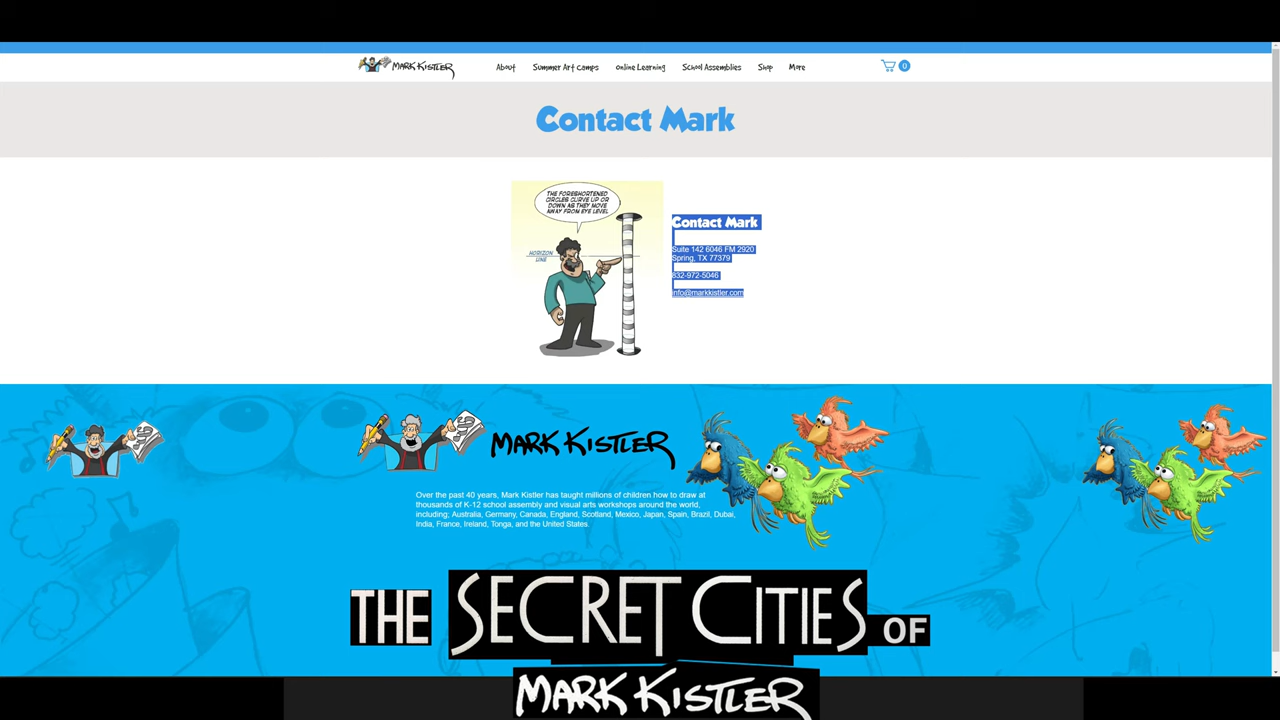 MARK KISTLER
About Summer Art Camps Online Learning School Assemblies Shop More
0
Contact Mark
THE FORESHORTENED
CIRCLES CURVE UP OR
DOWN AS THEY MOVE
AWAY FROM EYE LEVEL
HORIZON
LINE
Contact Mark
Suite 142 6046 FM 2920
Spring, TX 77379
832-972-5046
info@markkistler.com
MARK KISTLER
Over the past 40 years, Mark Kistler has taught millions of children how to draw at
thousands of K-12 school assembly and visual arts workshops around the world,
including; Australia, Germany, Canada, England, Scotland, Mexico, Japan, Spain, Brazil, Dubai,
India, France, Ireland, Tonga, and the United States.
THE SECRET CITIES OF
MARK KISTLER